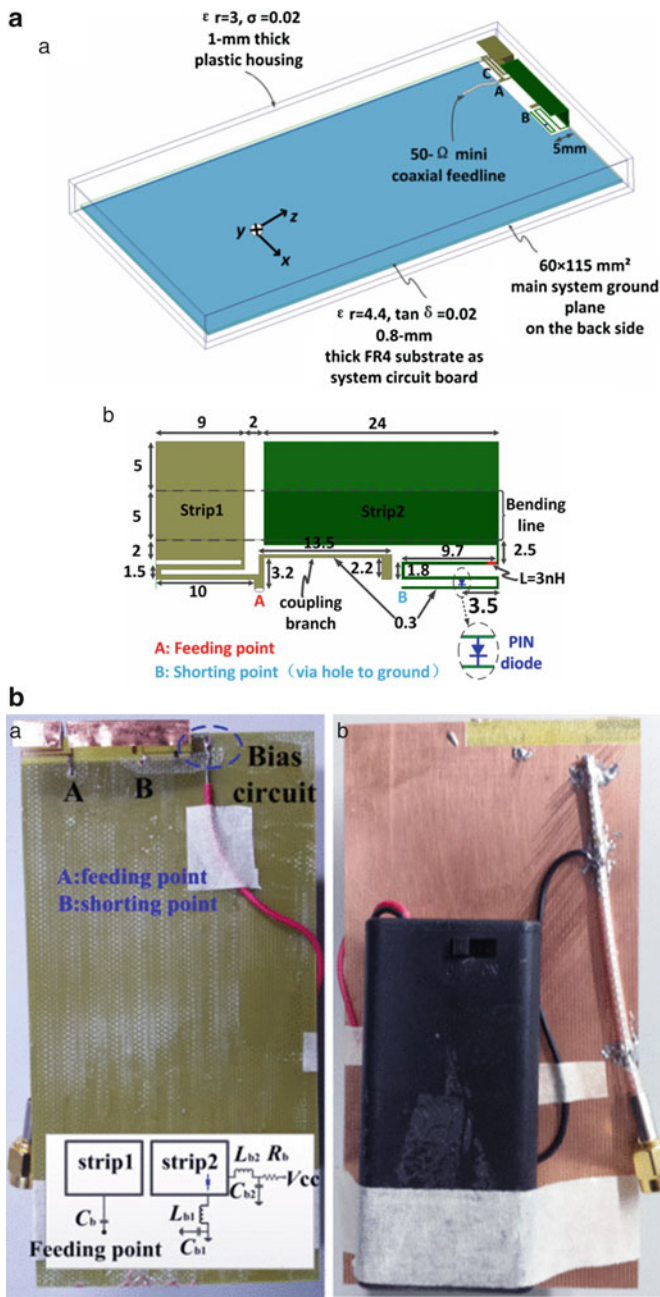 a
a
ε r=3, σ =0.02
1-mm thick
plastic housing
C
A
B
5mm
50- Ω mini
coaxial feedline
y
z
x
60×115 mm²
main system ground
plane
on the back side
ε r=4.4, tan δ =0.02
0.8-mm
thick FR4 substrate as
system circuit board
b
9
2
24
5
5
Strip1
Strip2
Bending
line
2
13.5
9.7
2.5
1.5
3.2
2.2
1.8
10
A
coupling
branch
B
L=3nH
0.3
3.5
A: Feeding point
B: Shorting point（via hole to ground）
PIN
diode
b
a
b
A
B
Bias
circuit
A:feeding point
B:shorting point
strip1
strip2
Lb2
Rb
Vcc
Cb2
Cb
Lb1
Cb1
Feeding point